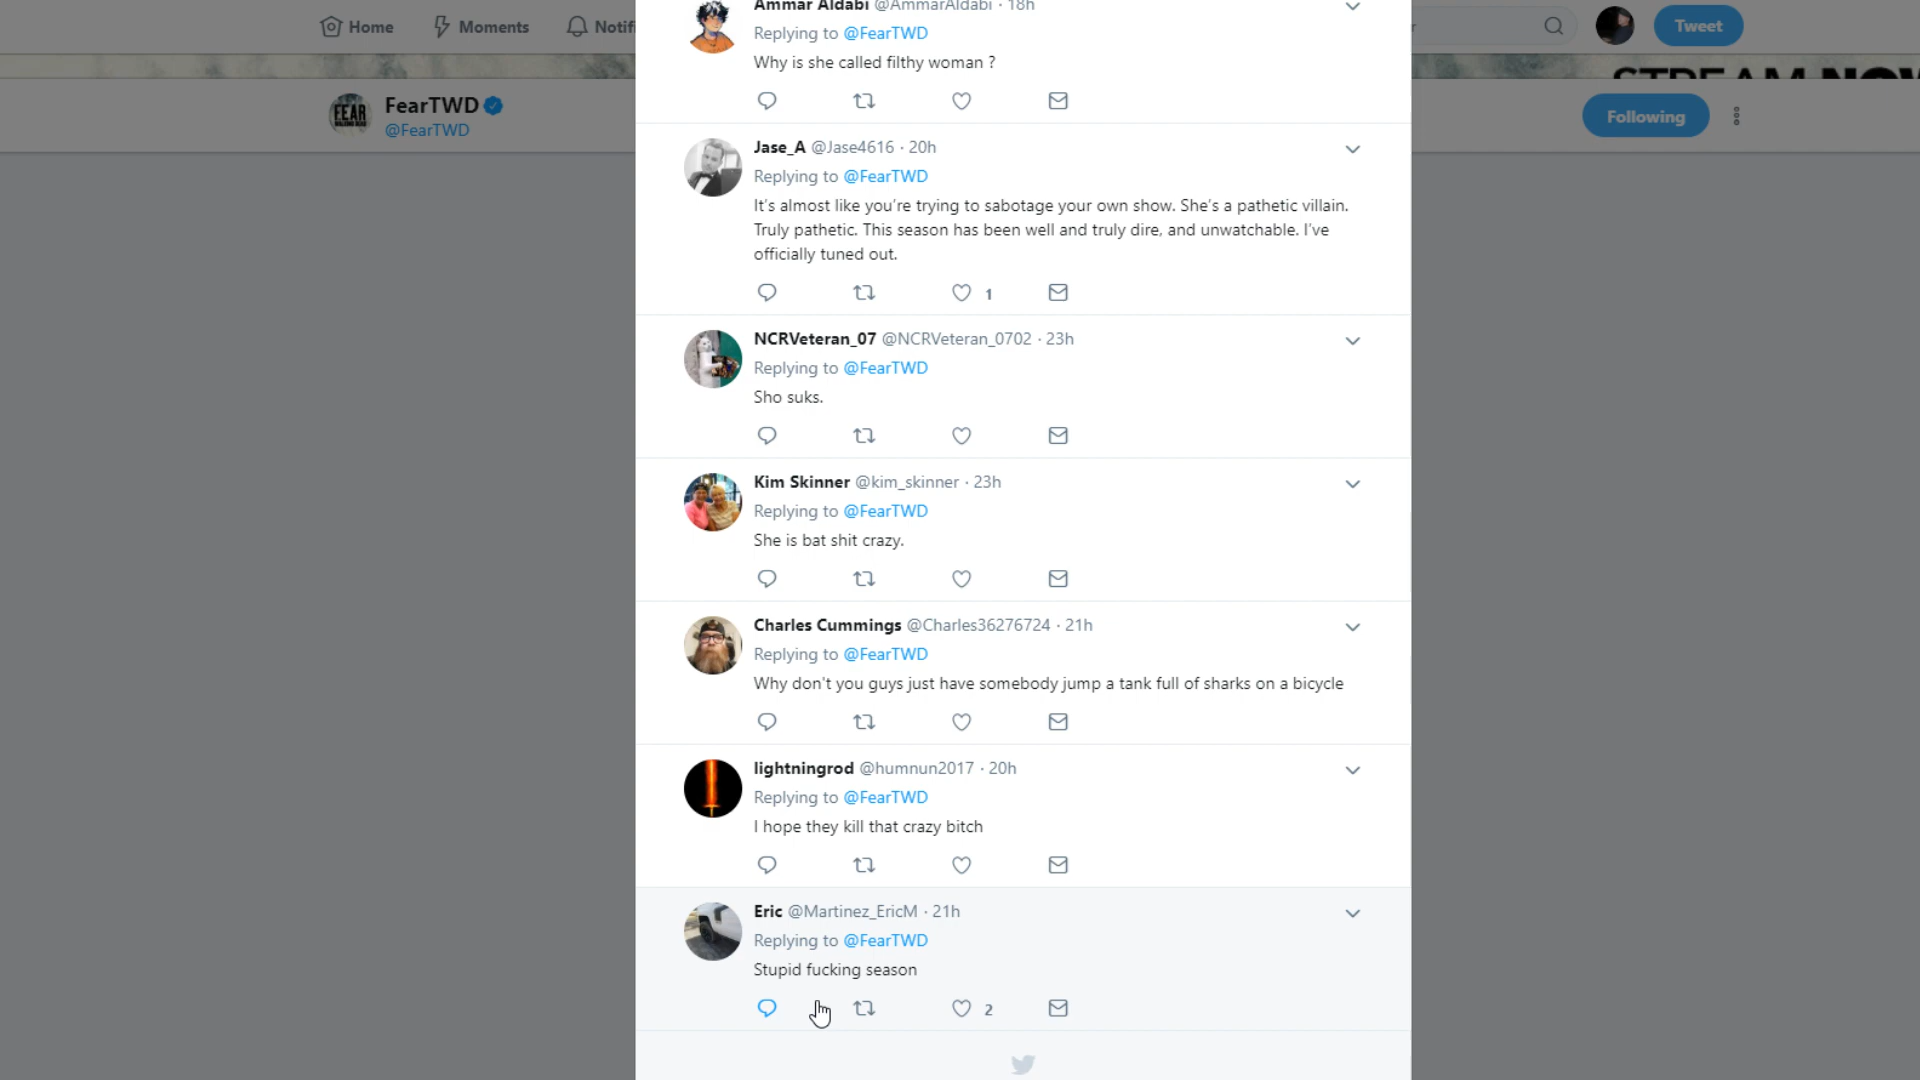 Home
Moments
Notifi
r
Tweet
STREAM NOW
FEAR
FearTWD
@FearTWD
Following
Ammar Aldabi @AmmarAldabi · 18h
Replying to @FearTWD
Why is she called filthy woman ?
Jase_A @Jase4616 · 20h
Replying to @FearTWD
It's almost like you're trying to sabotage your own show. She's a pathetic villain.
Truly pathetic. This season has been well and truly dire, and unwatchable. I've
officially tuned out.
1
NCRVeteran_07 @NCRVeteran_0702 · 23h
Replying to @FearTWD
Sho suks.
Kim Skinner @kim_skinner · 23h
Replying to @FearTWD
She is bat shit crazy.
Charles Cummings @Charles36276724 · 21h
Replying to @FearTWD
Why don't you guys just have somebody jump a tank full of sharks on a bicycle
lightningrod @humnun2017 · 20h
Replying to @FearTWD
I hope they kill that crazy bitch
Eric @Martinez_EricM · 21h
Replying to @FearTWD
Stupid fucking season
2